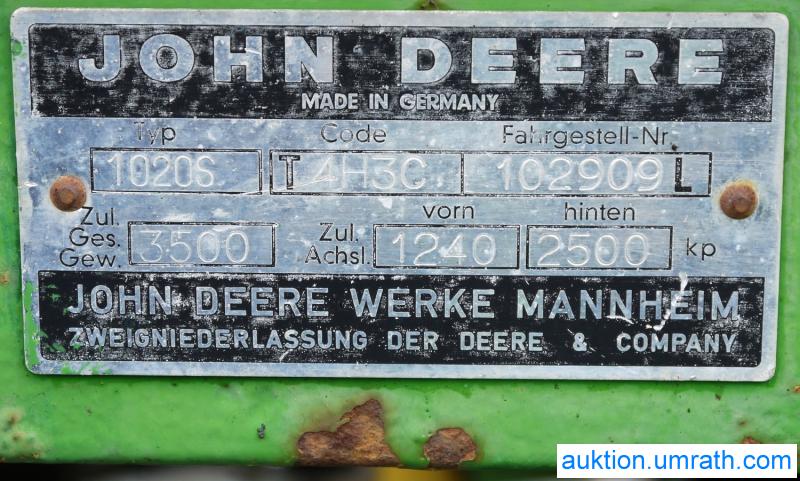 JOHN DEERE
MADE IN GERMANY
Typ Code Fahrgestell-Nr.
1020S T 4H3C 102909 L
Zul. Ges. Gew. 3500 Zul. Achsl. vorn 1240 hinten 2500 kp
JOHN DEERE WERKE MANNHEIM
ZWEIGNIEDERLASSUNG DER DEERE & COMPANY
auktion.umrath.com